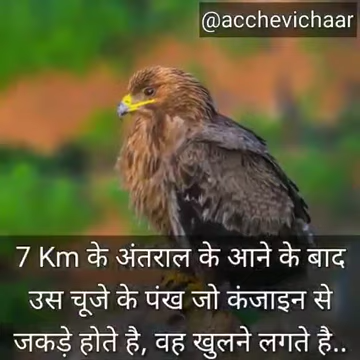 @acchevichaar
7 Km के अंतराल के आने के बाद
उस चूजे के पंख जो कंजाइन से
जकड़े होते है, वह खुलने लगते है..